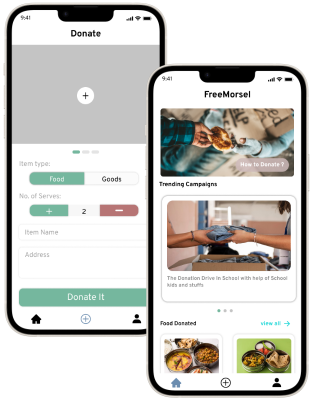 9:41
Donate
+
Item type:
Food
Goods
No. of Serves:
+
2
Item Name
Address
Donate It
9:41
FreeMorsel
How to Donate ?
Trending Campaigns
The Donation Drive In School with help of School
kids and stuffs
Food Donated
view all →